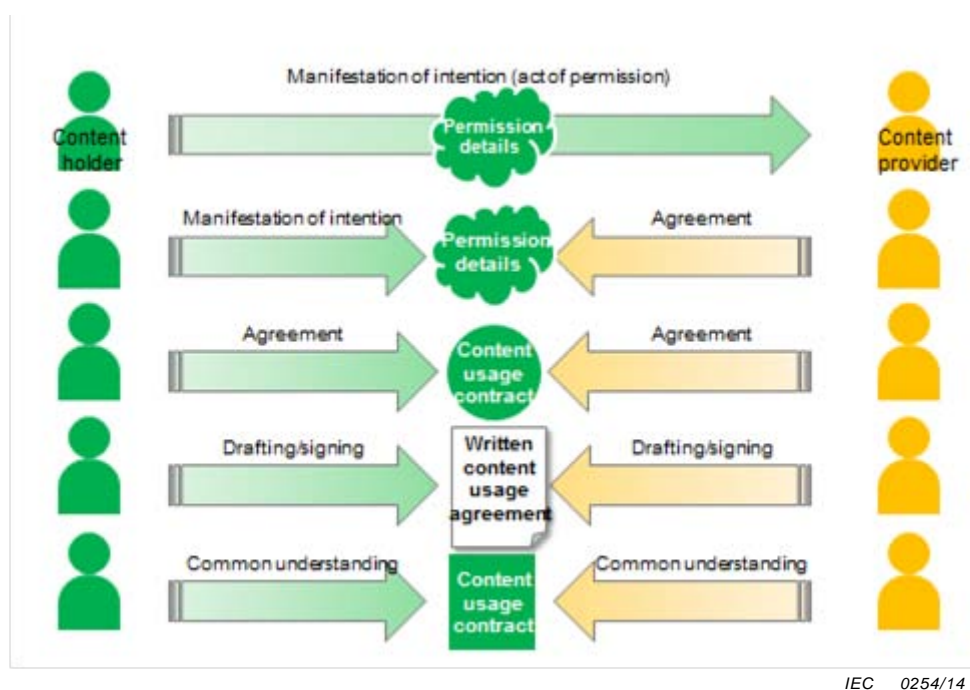 Manifestation of intention (act of permission)
Content
holder
Permission
details
Content
provider
Manifestation of intention
Permission
details
Agreement
Agreement
Content
usage
contract
Agreement
Drafting/signing
Written
content
usage
agreement
Drafting/signing
Common understanding
Content
usage
contract
Common understanding
IEC 0254/14